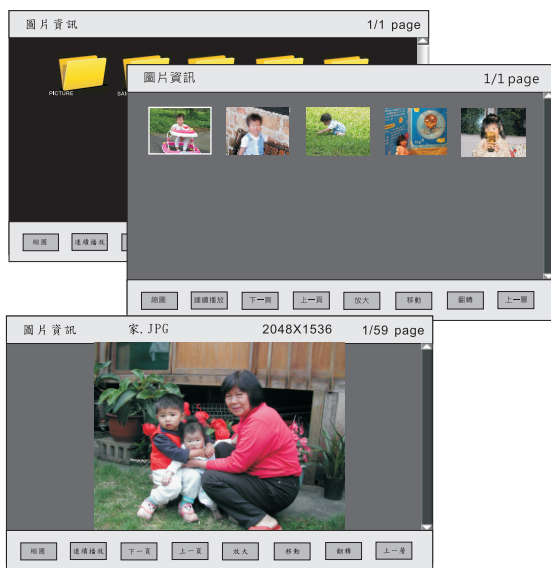 圖片資訊 1/1 page
PICTURE
縮圖 連續播放
圖片資訊 1/1 page
縮圖 連續播放 下一頁 上一頁 放大 移動 翻轉 上一層
圖片資訊 家.JPG 2048X1536 1/59 page
縮圖 連續播放 下一頁 上一頁 放大 移動 翻轉 上一層